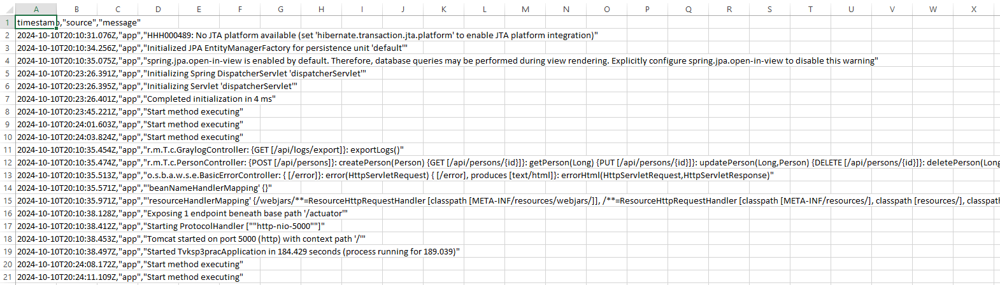 A B C D E F G H I J K L M N O P Q R S T U V W X
1 timestamp,"source","message"
2 2024-10-10T20:10:31.076Z,"app","HHH000489: No JTA platform available (set 'hibernate.transaction.jta.platform' to enable JTA platform integration)"
3 2024-10-10T20:10:34.256Z,"app","Initialized JPA EntityManagerFactory for persistence unit 'default'"
4 2024-10-10T20:10:35.075Z,"app","spring.jpa.open-in-view is enabled by default. Therefore, database queries may be performed during view rendering. Explicitly configure spring.jpa.open-in-view to disable this warning"
5 2024-10-10T20:23:26.391Z,"app","Initializing Spring DispatcherServlet 'dispatcherServlet'"
6 2024-10-10T20:23:26.395Z,"app","Initializing Servlet 'dispatcherServlet'"
7 2024-10-10T20:23:26.401Z,"app","Completed initialization in 4 ms"
8 2024-10-10T20:23:45.221Z,"app","Start method executing"
9 2024-10-10T20:24:01.603Z,"app","Start method executing"
10 2024-10-10T20:24:03.824Z,"app","Start method executing"
11 2024-10-10T20:10:35.454Z,"app","r.m.T.c.GraylogController: {GET [/api/logs/export]}: exportLogs()"
12 2024-10-10T20:10:35.474Z,"app","r.m.T.c.PersonController: {POST [/api/persons]}: createPerson(Person) {GET [/api/persons/{id}]}: getPerson(Long) {PUT [/api/persons/{id}]}: updatePerson(Long,Person) {DELETE [/api/persons/{id}]}: deletePerson(Long
13 2024-10-10T20:10:35.513Z,"app","o.s.b.a.w.s.e.BasicErrorController: { [/error]}: error(HttpServletRequest) { [/error], produces [text/html]}: errorHtml(HttpServletRequest,HttpServletResponse)"
14 2024-10-10T20:10:35.571Z,"app","'beanNameHandlerMapping' {}"
15 2024-10-10T20:10:35.971Z,"app","'resourceHandlerMapping' {/webjars/**=ResourceHttpRequestHandler [classpath [META-INF/resources/webjars/]], /**=ResourceHttpRequestHandler [classpath [META-INF/resources/], classpath [resources/], classpath
16 2024-10-10T20:10:38.128Z,"app","Exposing 1 endpoint beneath base path '/actuator'"
17 2024-10-10T20:10:38.412Z,"app","Starting ProtocolHandler [""http-nio-5000""]"
18 2024-10-10T20:10:38.453Z,"app","Tomcat started on port 5000 (http) with context path '/'"
19 2024-10-10T20:10:38.497Z,"app","Started Tvksp3pracApplication in 184.429 seconds (process running for 189.039)"
20 2024-10-10T20:24:08.172Z,"app","Start method executing"
21 2024-10-10T20:24:11.109Z,"app","Start method executing"